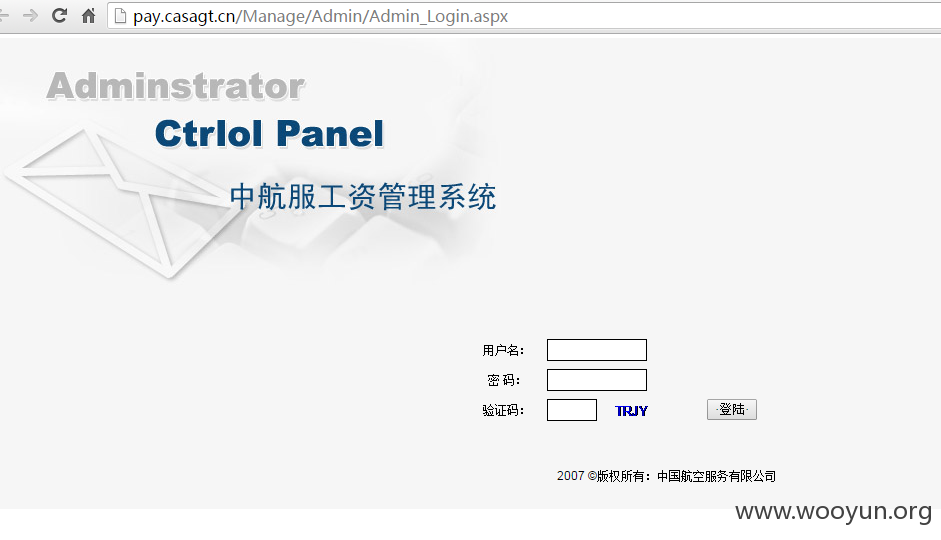 pay.casagt.cn/Manage/Admin/Admin_Login.aspx
Adminstrator
Ctrlol Panel
中航服工资管理系统
用户名：
密 码：
验证码： TRJY ·登陆·
2007 ©版权所有：中国航空服务有限公司
www.wooyun.org